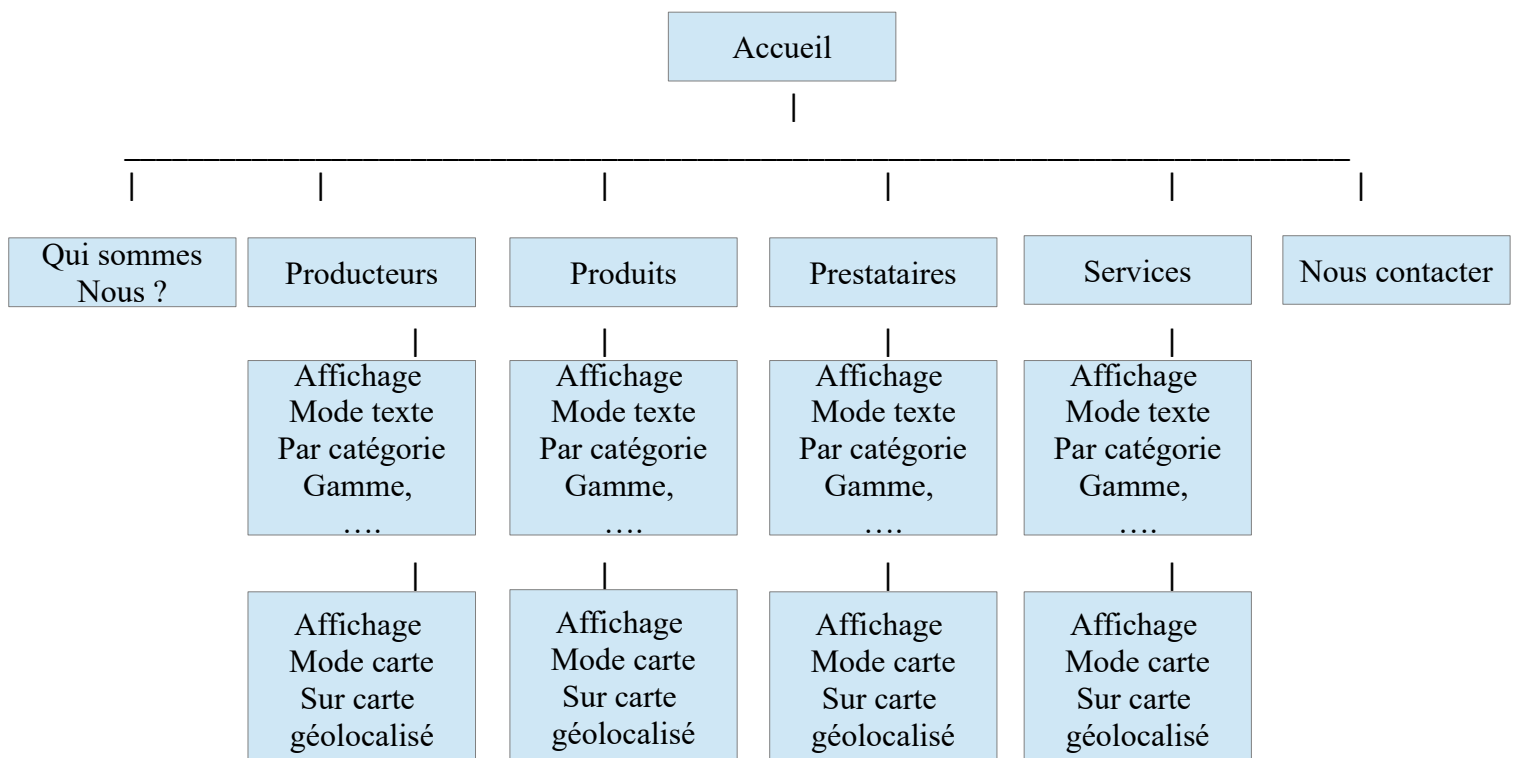 Accueil
Qui sommes
Nous ?
Producteurs
Produits
Prestataires
Services
Nous contacter
Affichage
Mode texte
Par catégorie
Gamme,
….
Affichage
Mode texte
Par catégorie
Gamme,
….
Affichage
Mode texte
Par catégorie
Gamme,
….
Affichage
Mode texte
Par catégorie
Gamme,
….
Affichage
Mode carte
Sur carte
géolocalisé
Affichage
Mode carte
Sur carte
géolocalisé
Affichage
Mode carte
Sur carte
géolocalisé
Affichage
Mode carte
Sur carte
géolocalisé